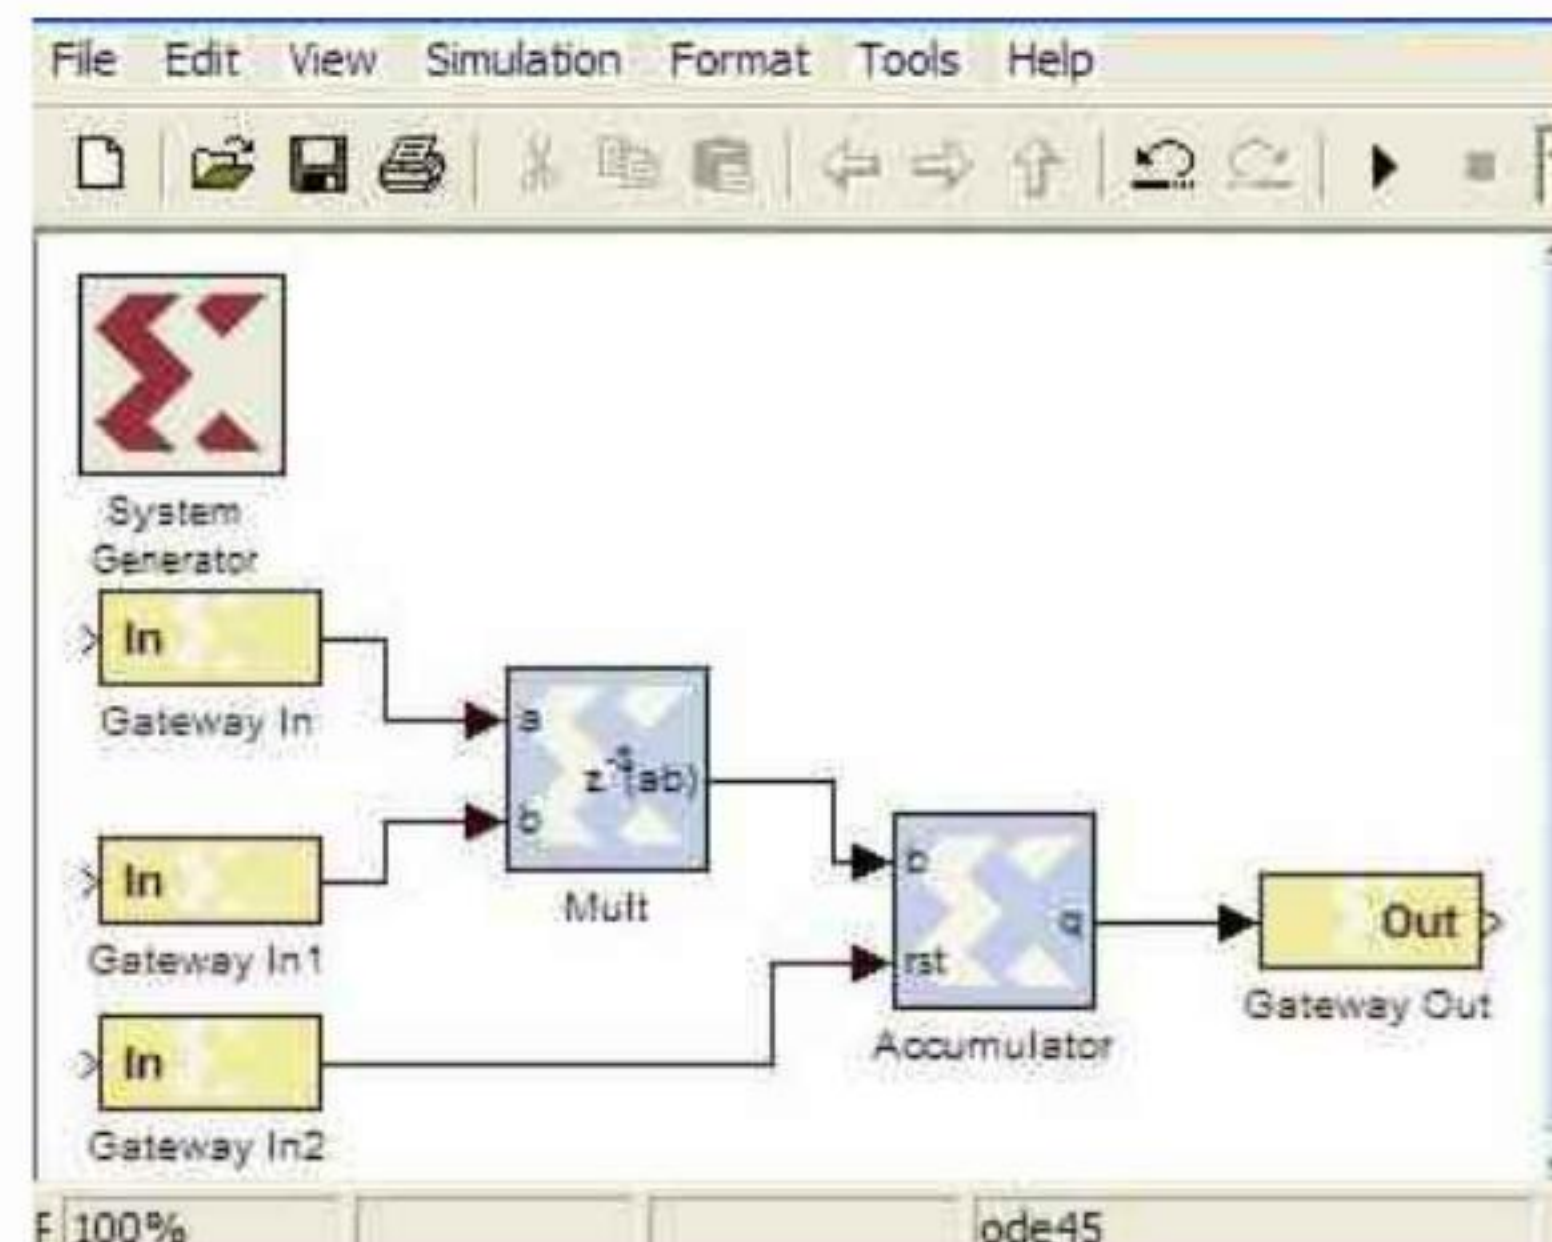 File Edit View Simulation Format Tools Help
System
Generator
In
Gateway In
a
b
Mult
In
Gateway In1
b
rst
q
Accumulator
Out
Gateway Out
In
Gateway In2
100%
ode45